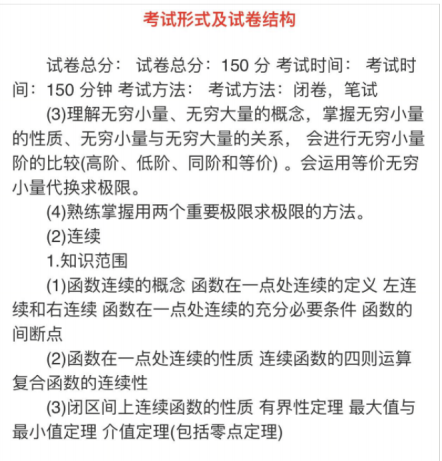 考试形式及试卷结构
试卷总分： 试卷总分：150 分 考试时间： 考试时
间：150 分钟 考试方法： 考试方法：闭卷，笔试
(3)理解无穷小量、无穷大量的概念，掌握无穷小量
的性质、无穷小量与无穷大量的关系， 会进行无穷小量
阶的比较(高阶、低阶、同阶和等价) 。会运用等价无穷
小量代换求极限。
(4)熟练掌握用两个重要极限求极限的方法。
(2)连续
1.知识范围
(1)函数连续的概念 函数在一点处连续的定义 左连
续和右连续 函数在一点处连续的充分必要条件 函数的
间断点
(2)函数在一点处连续的性质 连续函数的四则运算
复合函数的连续性
(3)闭区间上连续函数的性质 有界性定理 最大值与
最小值定理 介值定理(包括零点定理)